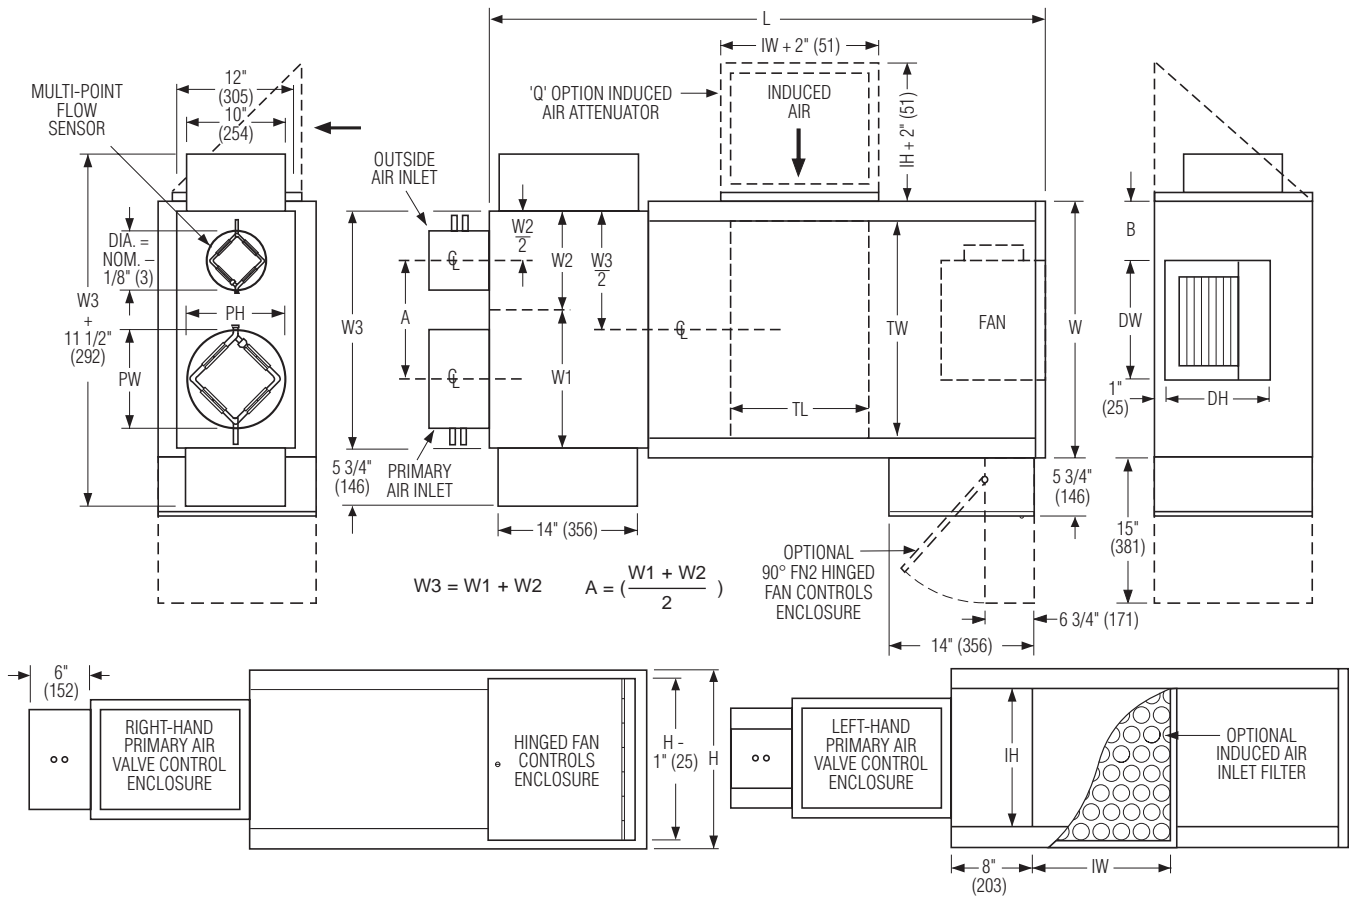 L
IW + 2" (51)
'Q' OPTION INDUCED
AIR ATTENUATOR
INDUCED
AIR
IH + 2" (51)
MULTI-POINT
FLOW
SENSOR
12"
(305)
10"
(254)
OUTSIDE
AIR INLET
DIA. =
NOM. –
1/8" (3)
W3
+
11 1/2"
(292)
PH
PW
W3
A
℄
℄
W2
2
W2
W3
2
W1
℄
TW
TL
FAN
W
B
DW
1"
(25)
DH
5 3/4"
(146)
PRIMARY
AIR INLET
14" (356)
5 3/4"
(146)
15"
(381)
OPTIONAL
90° FN2 HINGED
FAN CONTROLS
ENCLOSURE
6 3/4" (171)
14" (356)
W3 = W1 + W2
A = ( W1 + W2 )
2
6"
(152)
RIGHT-HAND
PRIMARY AIR
VALVE CONTROL
ENCLOSURE
HINGED FAN
CONTROLS
ENCLOSURE
H -
1" (25)
H
LEFT-HAND
PRIMARY AIR
VALVE CONTROL
ENCLOSURE
IH
OPTIONAL
INDUCED AIR
INLET FILTER
8"
(203)
IW